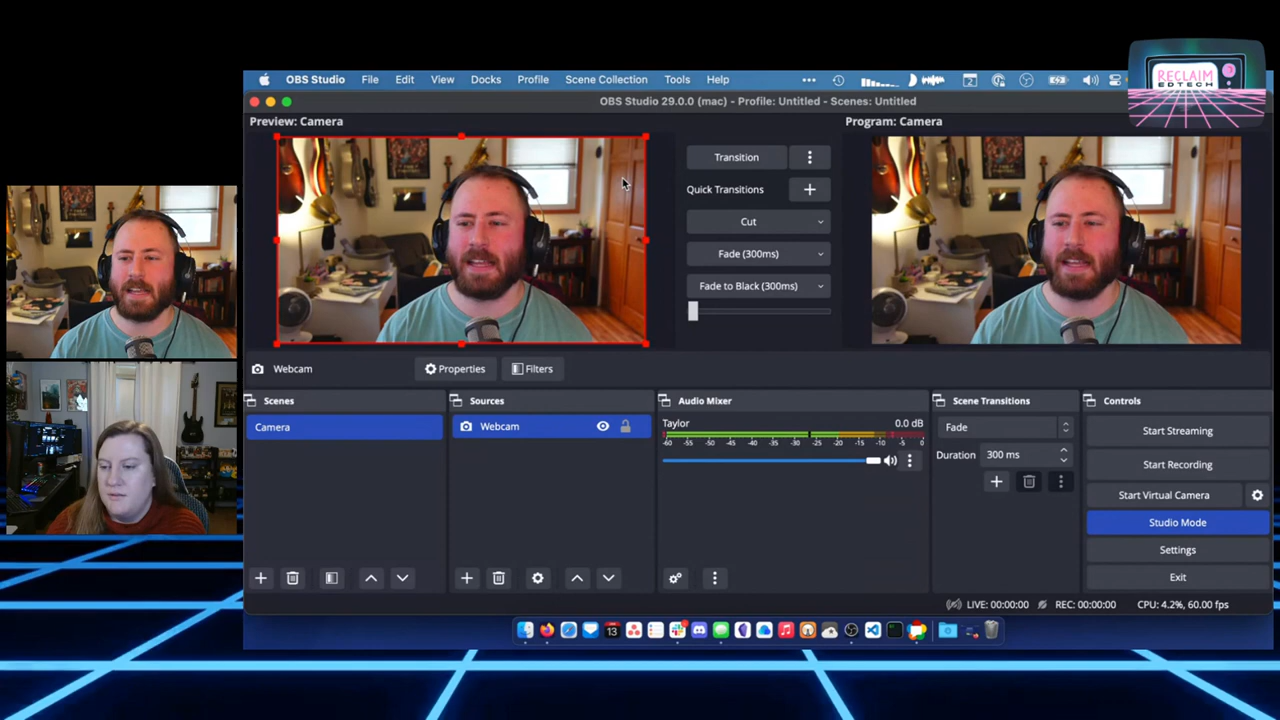 RECLAIM
EDTECH
OBS Studio File Edit View Docks Profile Scene Collection Tools Help
OBS Studio 29.0.0 (mac) - Profile: Untitled - Scenes: Untitled
Preview: Camera
Program: Camera
Transition
Quick Transitions
Cut
Fade (300ms)
Fade to Black (300ms)
Webcam Properties Filters
Scenes
Camera
Sources
Webcam
Audio Mixer
Taylor 0.0 dB
-60 -55 -50 -45 -40 -35 -30 -25 -20 -15 -10 -5 0
Scene Transitions
Fade
Duration 300 ms
Controls
Start Streaming
Start Recording
Start Virtual Camera
Studio Mode
Settings
Exit
LIVE: 00:00:00 REC: 00:00:00 CPU: 4.2%, 60.00 fps
13